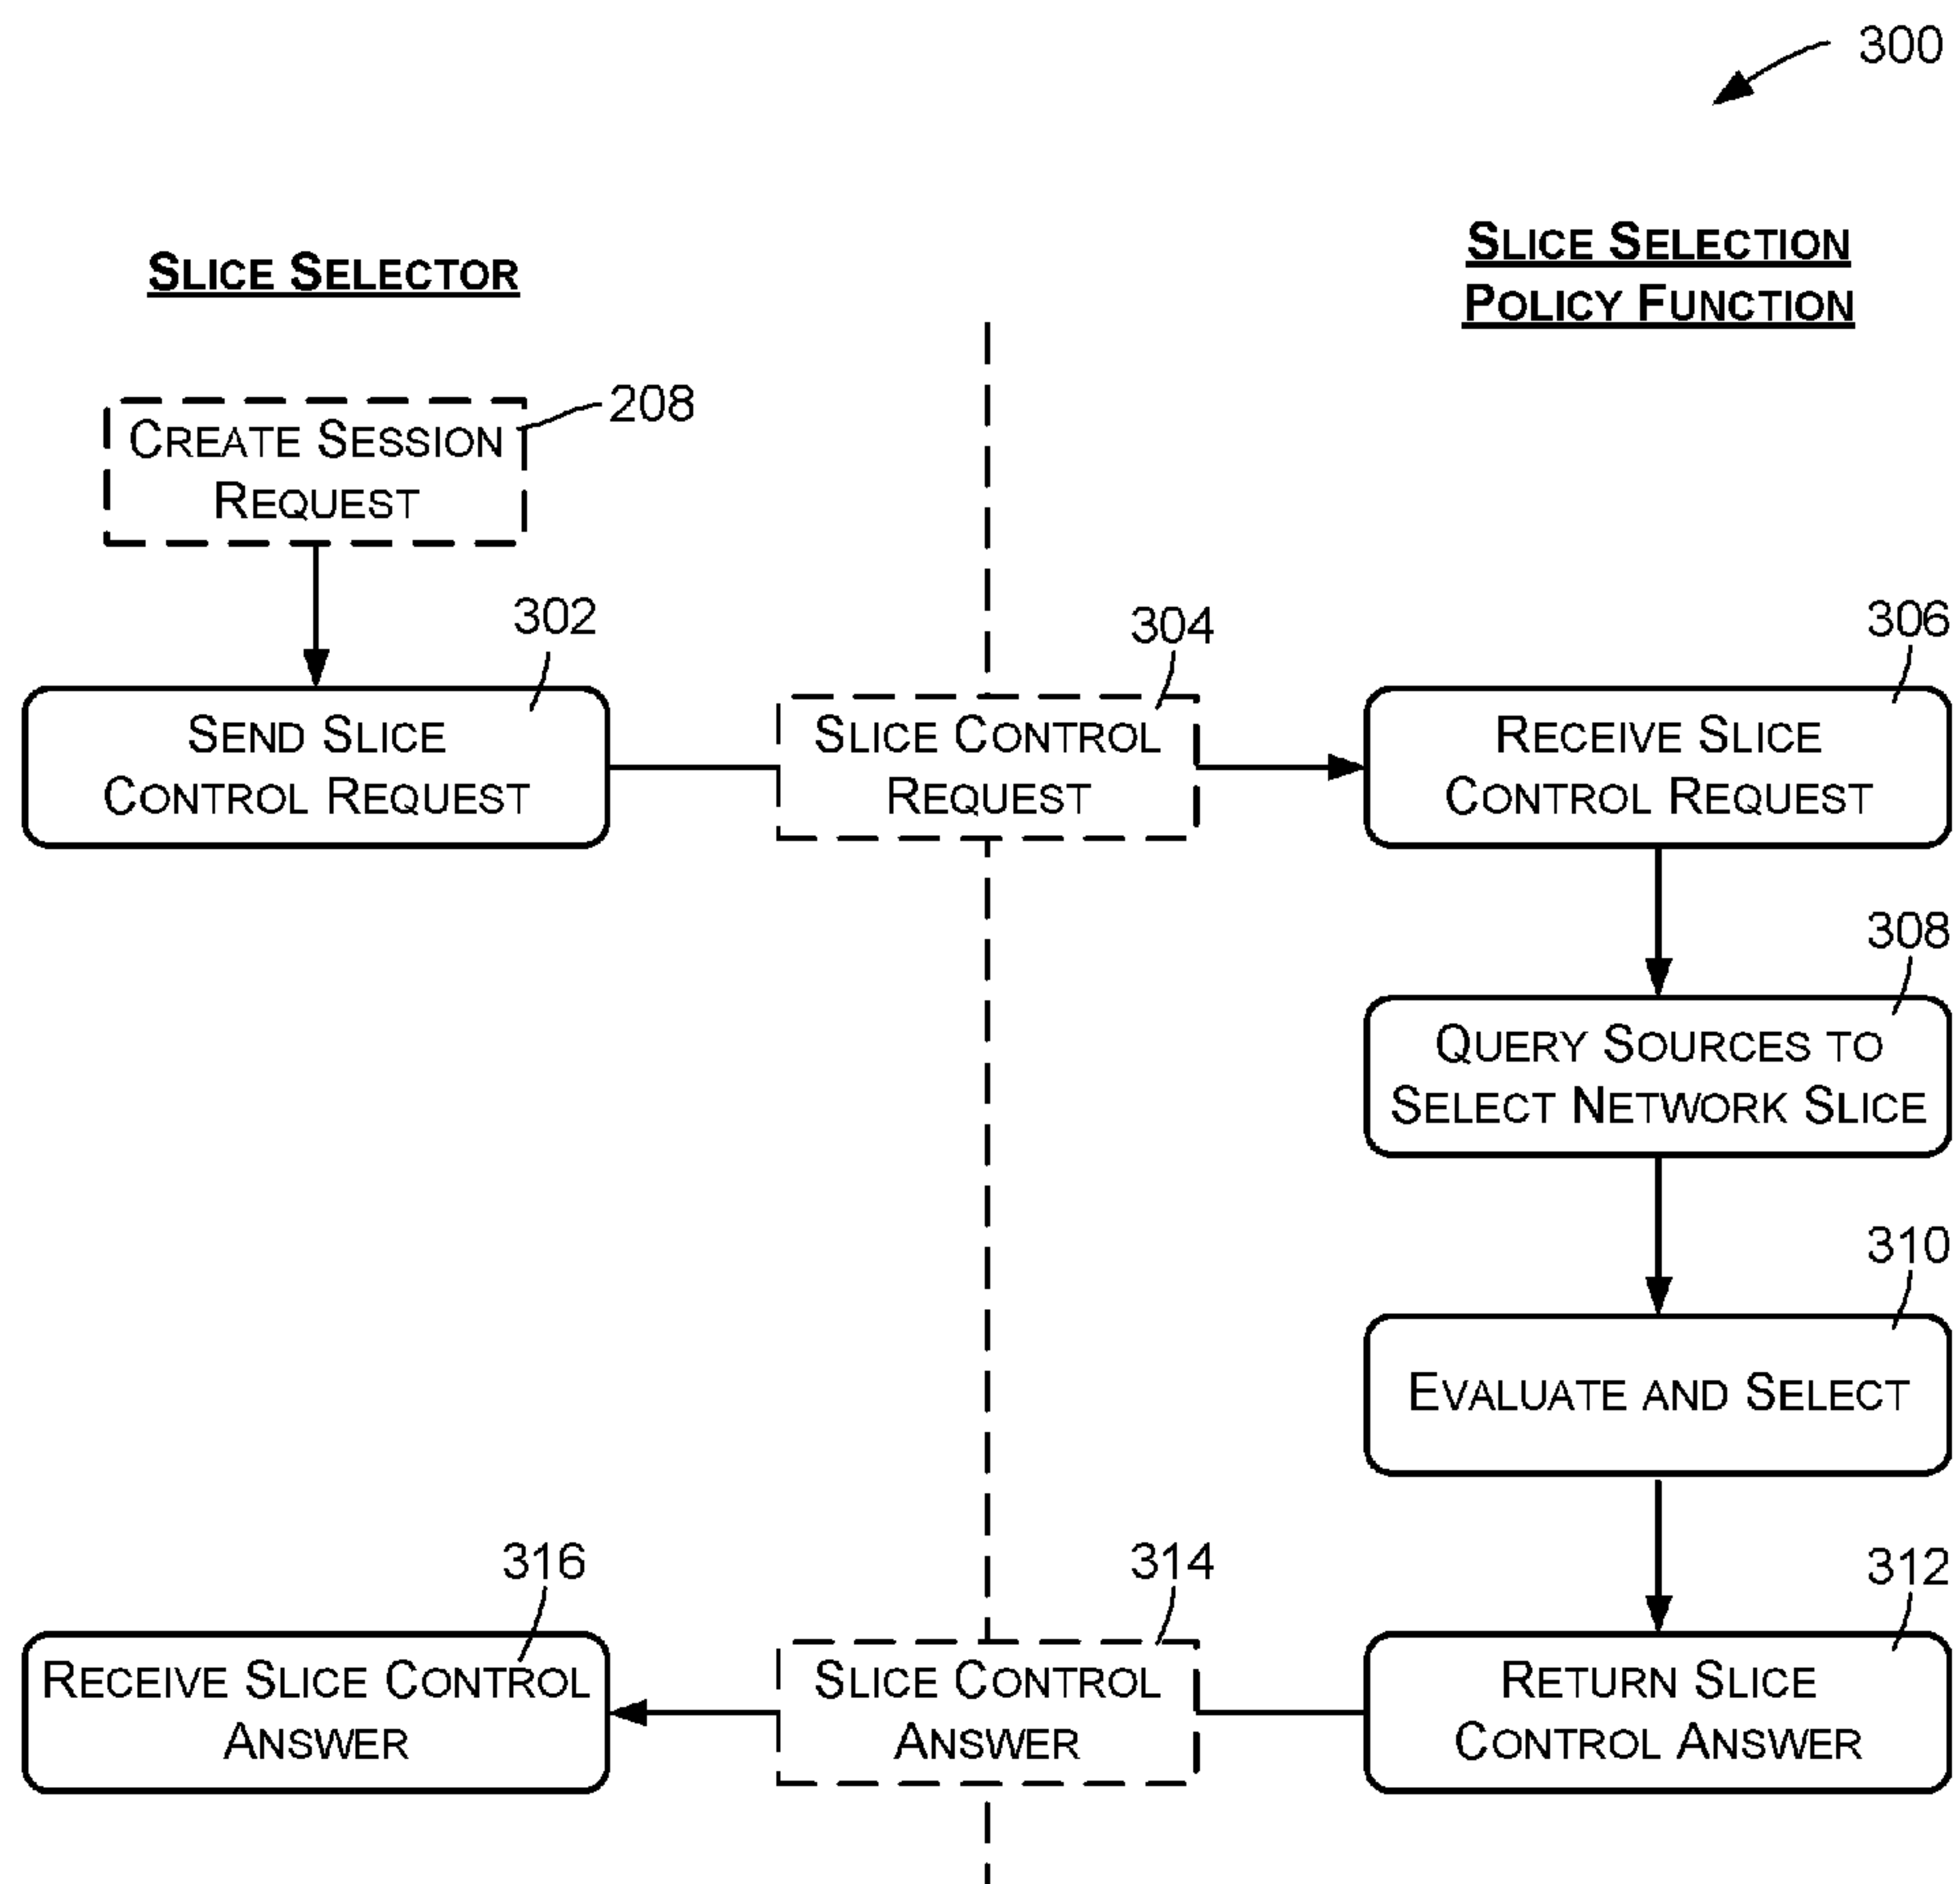 300
SLICE SELECTOR
SLICE SELECTION
POLICY FUNCTION
208
CREATE SESSION
REQUEST
302
304
306
SEND SLICE
CONTROL REQUEST
SLICE CONTROL
REQUEST
RECEIVE SLICE
CONTROL REQUEST
308
QUERY SOURCES TO
SELECT NETWORK SLICE
310
EVALUATE AND SELECT
316
314
312
RECEIVE SLICE CONTROL
ANSWER
SLICE CONTROL
ANSWER
RETURN SLICE
CONTROL ANSWER